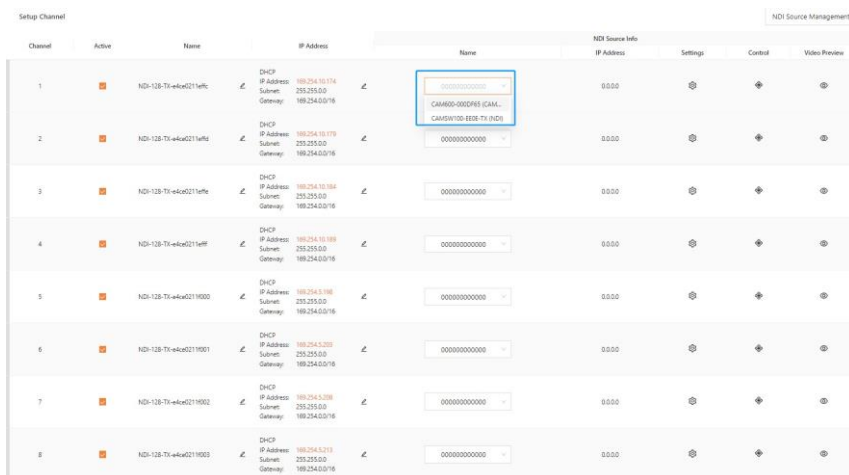 Setup Channel
NDI Source Management
NDI Source Info
Channel Active Name IP Address Name IP Address Settings Control Video Preview
DHCP
1 NDI-128-TX-e4ce0211effc IP Address: 169.254.10.174 000000000000 0.0.0.0
Subnet: 255.255.0.0
Gateway: 169.254.0.0/16
CAM600-000DF65 (CAM...
CAMSW100-EE0E-TX (NDI)
DHCP
2 NDI-128-TX-e4ce0211effd IP Address: 169.254.10.179 000000000000 0.0.0.0
Subnet: 255.255.0.0
Gateway: 169.254.0.0/16
DHCP
3 NDI-128-TX-e4ce0211effe IP Address: 169.254.10.184 000000000000 0.0.0.0
Subnet: 255.255.0.0
Gateway: 169.254.0.0/16
DHCP
4 NDI-128-TX-e4ce0211efff IP Address: 169.254.10.189 000000000000 0.0.0.0
Subnet: 255.255.0.0
Gateway: 169.254.0.0/16
DHCP
5 NDI-128-TX-e4ce0211f000 IP Address: 169.254.5.198 000000000000 0.0.0.0
Subnet: 255.255.0.0
Gateway: 169.254.0.0/16
DHCP
6 NDI-128-TX-e4ce0211f001 IP Address: 169.254.5.203 000000000000 0.0.0.0
Subnet: 255.255.0.0
Gateway: 169.254.0.0/16
DHCP
7 NDI-128-TX-e4ce0211f002 IP Address: 169.254.5.208 000000000000 0.0.0.0
Subnet: 255.255.0.0
Gateway: 169.254.0.0/16
DHCP
8 NDI-128-TX-e4ce0211f003 IP Address: 169.254.5.213 000000000000 0.0.0.0
Subnet: 255.255.0.0
Gateway: 169.254.0.0/16